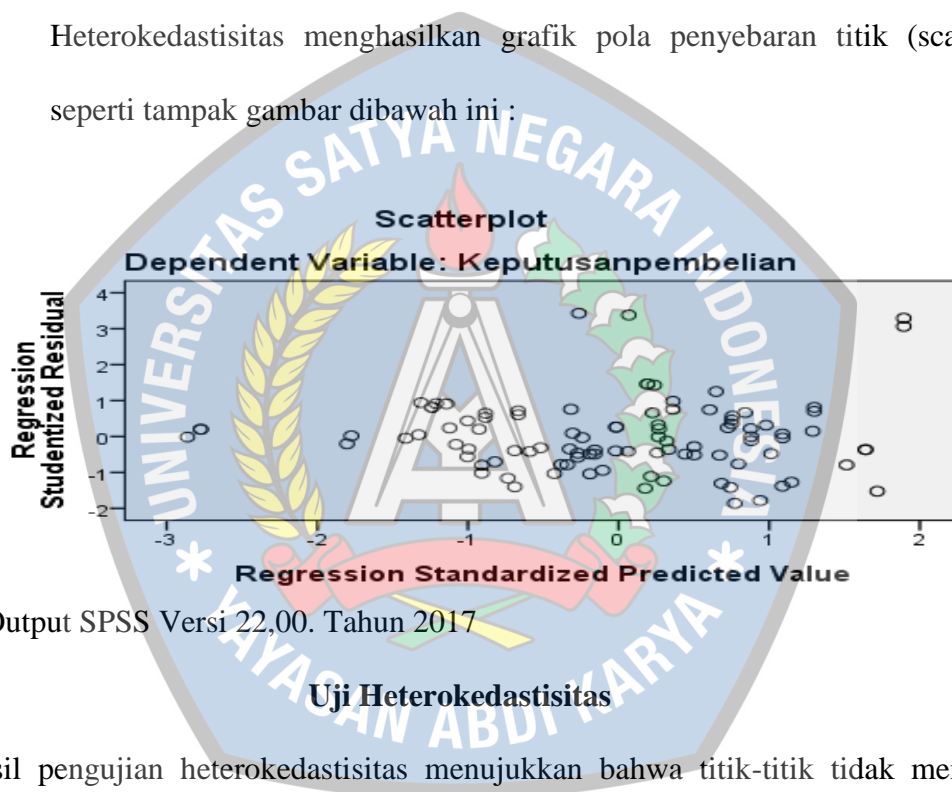 Heterokedastisitas menghasilkan grafik pola penyebaran titik
seperti tampak gambar dibawah ini :
UNIVERSITAS SATYA NEGARA INDONESIA
Scatterplot
Dependent Variable: Keputusanpembelian
Regression
Studentized Residual
4
3
2
1
0
-1
-2
-3
-2
-1
0
1
2
Regression Standardized Predicted Value
Output SPSS Versi 22,00. Tahun 2017
YAYASAN ABDI KARYA
Uji Heterokedastisitas
pengujian heterokedastisitas menujukkan bahwa titik-titik tidak